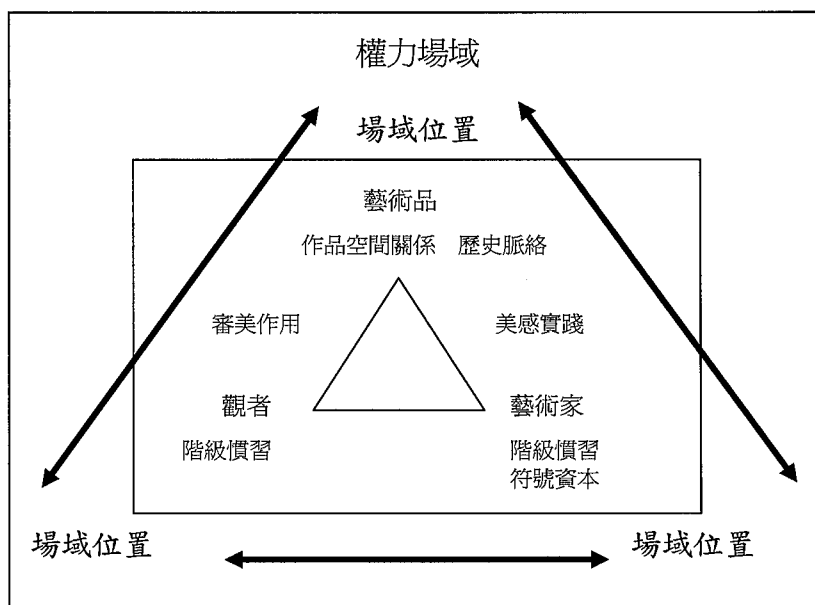 權力場域
場域位置
藝術品
作品空間關係 歷史脈絡
審美作用 美感實踐
觀者 藝術家
階級慣習 階級慣習
符號資本
場域位置 場域位置